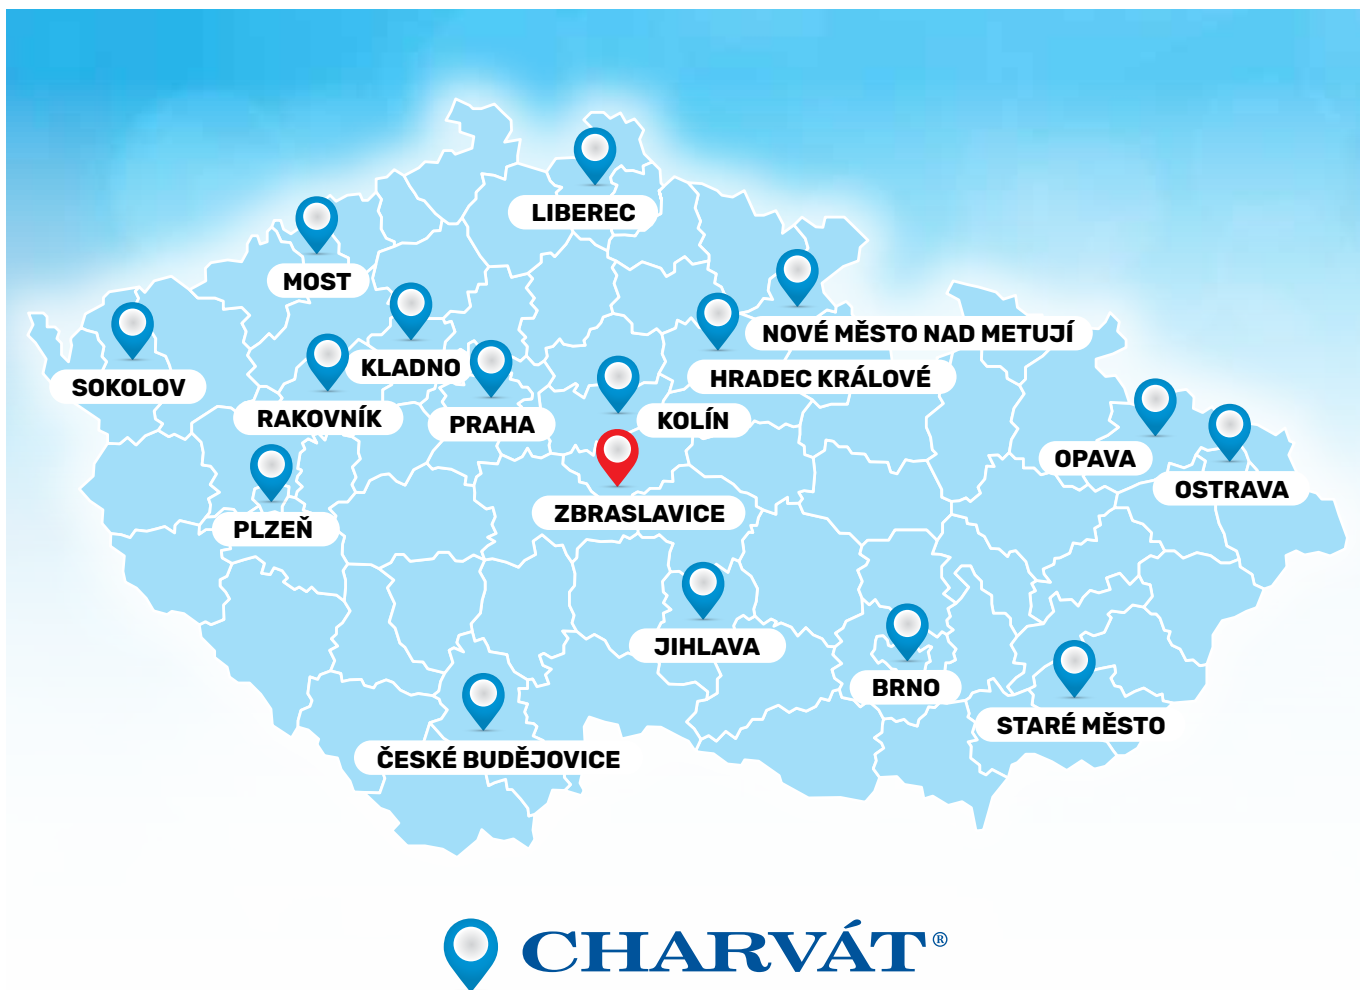 LIBEREC
MOST
NOVÉ MĚSTO NAD METUJÍ
KLADNO
HRADEC KRÁLOVÉ
SOKOLOV
RAKOVNÍK
PRAHA
KOLÍN
OPAVA
OSTRAVA
ZBRASLAVICE
PLZEŇ
JIHLAVA
BRNO
STARÉ MĚSTO
ČESKÉ BUDĚJOVICE
CHARVÁT®